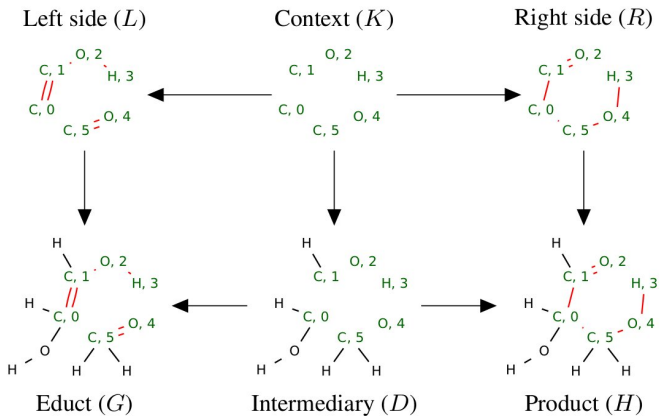 Left side (L) Context (K) Right side (R)
O, 2 O, 2 O, 2
C, 1 C, 1 C, 1
H, 3 H, 3 H, 3
C, 0 C, 0 C, 0
O, 4 O, 4 O, 4
C, 5 C, 5 C, 5
H H H
O, 2 O, 2 O, 2
C, 1 C, 1 C, 1
H, 3 H, 3 H, 3
H H H
C, 0 C, 0 C, 0
O, 4 O, 4 O, 4
C, 5 C, 5 C, 5
O O O
H H H H H H H H H
Educt (G) Intermediary (D) Product (H)